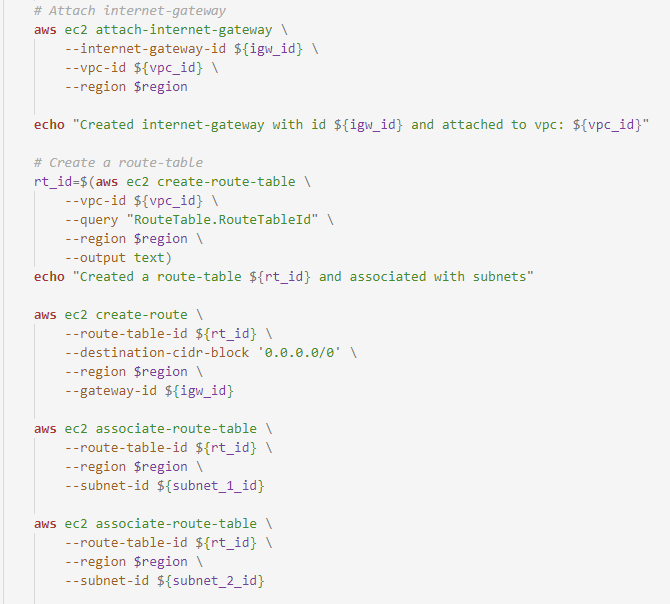 # Attach internet-gateway
aws ec2 attach-internet-gateway \
--internet-gateway-id ${igw_id} \
--vpc-id ${vpc_id} \
--region $region
echo "Created internet-gateway with id ${igw_id} and attached to vpc: ${vpc_id}"
# Create a route-table
rt_id=$(aws ec2 create-route-table \
--vpc-id ${vpc_id} \
--query "RouteTable.RouteTableId" \
--region $region \
--output text)
echo "Created a route-table ${rt_id} and associated with subnets"
aws ec2 create-route \
--route-table-id ${rt_id} \
--destination-cidr-block '0.0.0.0/0' \
--region $region \
--gateway-id ${igw_id}
aws ec2 associate-route-table \
--route-table-id ${rt_id} \
--region $region \
--subnet-id ${subnet_1_id}
aws ec2 associate-route-table \
--route-table-id ${rt_id} \
--region $region \
--subnet-id ${subnet_2_id}